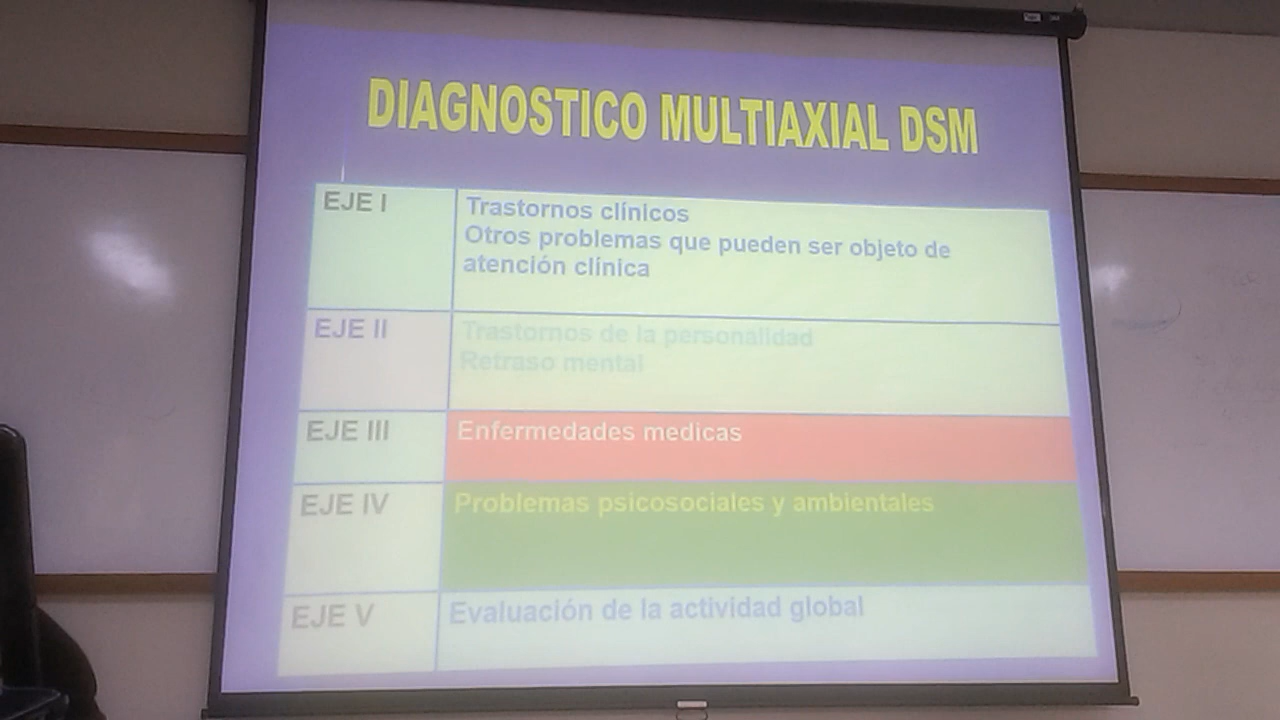 DIAGNOSTICO MULTIAXIAL DSM
EJE I
Trastornos clínicos
Otros problemas que pueden ser objeto de
atención clínica
EJE II
Trastornos de la personalidad
Retraso mental
EJE III
Enfermedades medicas
EJE IV
Problemas psicosociales y ambientales
EJE V
Evaluación de la actividad global